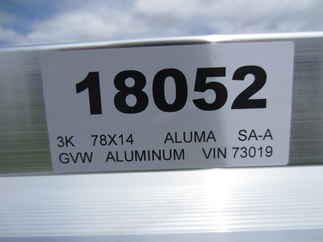 18052
3K 78X14 ALUMA SA-A
GVW ALUMINUM VIN 73019